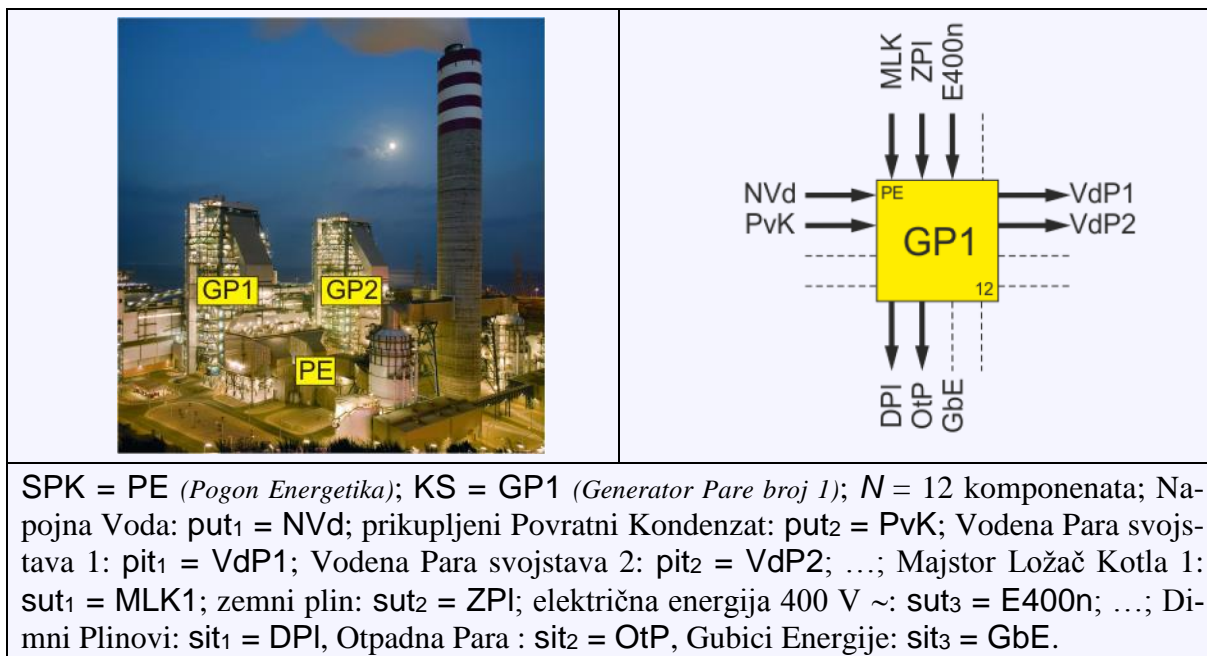 GP1
GP2
PE
MLK
ZPl
E400n
NVd
PvK
PE
GP1
12
VdP1
VdP2
DPl
OtP
GbE
SPK = PE (Pogon Energetika); KS = GP1 (Generator Pare broj 1); N = 12 komponenata; Na-
pojna Voda: put1 = NVd; prikupljeni Povratni Kondenzat: put2 = PvK; Vodena Para svojs-
tava 1: pit1 = VdP1; Vodena Para svojstava 2: pit2 = VdP2; …; Majstor Ložač Kotla 1:
sut1 = MLK1; zemni plin: sut2 = ZPl; električna energija 400 V ~: sut3 = E400n; …; Di-
mni Plinovi: sit1 = DPl, Otpadna Para : sit2 = OtP, Gubici Energije: sit3 = GbE.